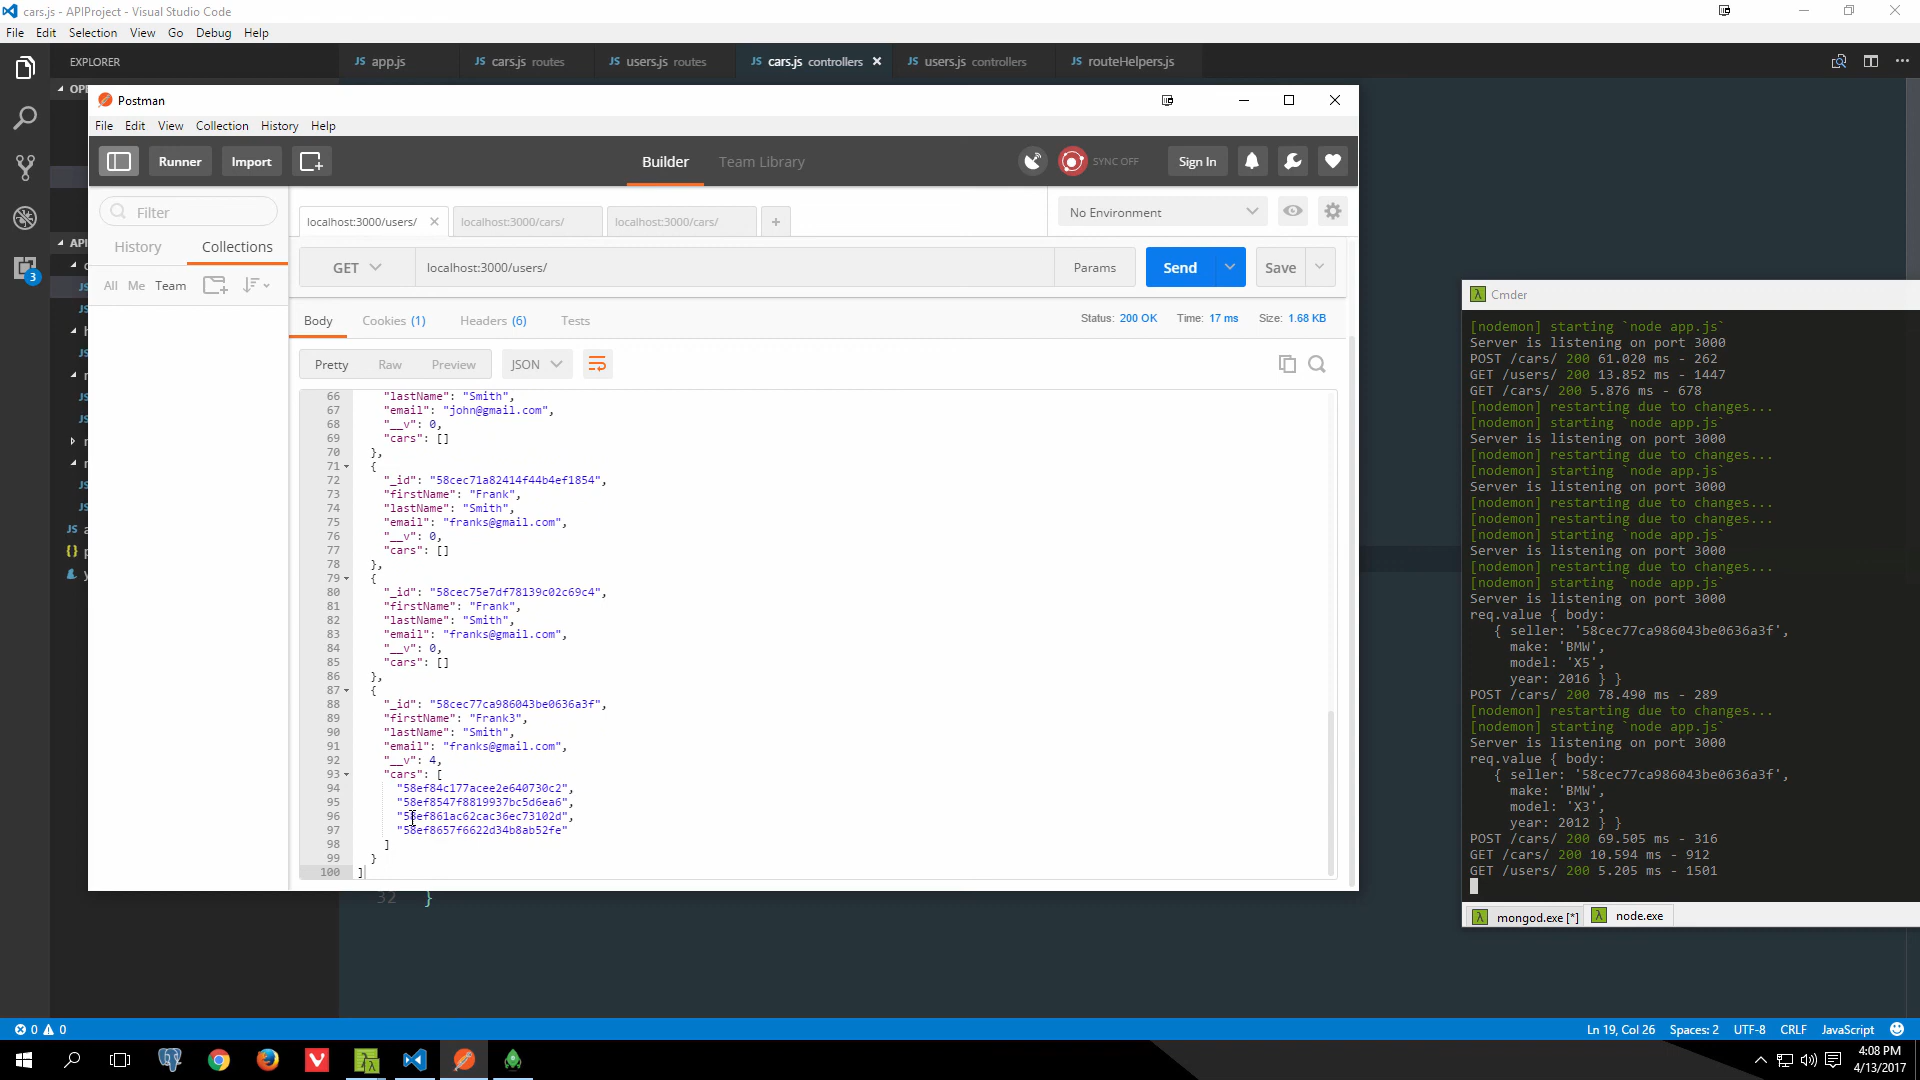 cars.js - APIProject - Visual Studio Code
File Edit Selection View Go Debug Help
EXPLORER
app.js
cars.js routes
users.js routes
cars.js controllers
users.js controllers
routeHelpers.js
Postman
File Edit View Collection History Help
Runner
Import
Builder
Team Library
SYNC OFF
Sign In
Filter
History
Collections
All Me Team
localhost:3000/users/
localhost:3000/cars/
localhost:3000/cars/
No Environment
GET
localhost:3000/users/
Params
Send
Save
Body
Cookies (1)
Headers (6)
Tests
Status: 200 OK
Time: 17 ms
Size: 1.68 KB
Pretty
Raw
Preview
JSON
66 "lastName": "Smith",
67 "email": "john@gmail.com",
68 "__v": 0,
69 "cars": []
70 },
71 {
72 "_id": "58cec71a82414f44b4ef1854",
73 "firstName": "Frank",
74 "lastName": "Smith",
75 "email": "franks@gmail.com",
76 "__v": 0,
77 "cars": []
78 },
79 {
80 "_id": "58cec75e7df78139c02c69c4",
81 "firstName": "Frank",
82 "lastName": "Smith",
83 "email": "franks@gmail.com",
84 "__v": 0,
85 "cars": []
86 },
87 {
88 "_id": "58cec77ca986043be0636a3f",
89 "firstName": "Frank3",
90 "lastName": "Smith",
91 "email": "franks@gmail.com",
92 "__v": 4,
93 "cars": [
94 "58ef84c177acee2e640730c2",
95 "58ef8547f8819937bc5d6ea6",
96 "58ef861ac62cac36ec73102d",
97 "58ef8657f6622d34b8ab52fe"
98 ]
99 }
100 ]
32 }
Cmder
[nodemon] starting `node app.js`
Server is listening on port 3000
POST /cars/ 200 61.020 ms - 262
GET /users/ 200 13.852 ms - 1447
GET /cars/ 200 5.876 ms - 678
[nodemon] restarting due to changes...
[nodemon] starting `node app.js`
Server is listening on port 3000
[nodemon] restarting due to changes...
[nodemon] starting `node app.js`
Server is listening on port 3000
[nodemon] restarting due to changes...
[nodemon] restarting due to changes...
[nodemon] starting `node app.js`
Server is listening on port 3000
[nodemon] restarting due to changes...
[nodemon] starting `node app.js`
Server is listening on port 3000
req.value { body:
{ seller: '58cec77ca986043be0636a3f',
make: 'BMW',
model: 'X5',
year: 2016 } }
POST /cars/ 200 78.490 ms - 289
[nodemon] restarting due to changes...
[nodemon] starting `node app.js`
Server is listening on port 3000
req.value { body:
{ seller: '58cec77ca986043be0636a3f',
make: 'BMW',
model: 'X3',
year: 2012 } }
POST /cars/ 200 69.505 ms - 316
GET /cars/ 200 10.594 ms - 912
GET /users/ 200 5.205 ms - 1501
mongod.exe [*]
node.exe
0 0
Ln 19, Col 26
Spaces: 2
UTF-8
CRLF
JavaScript
4:08 PM
4/13/2017